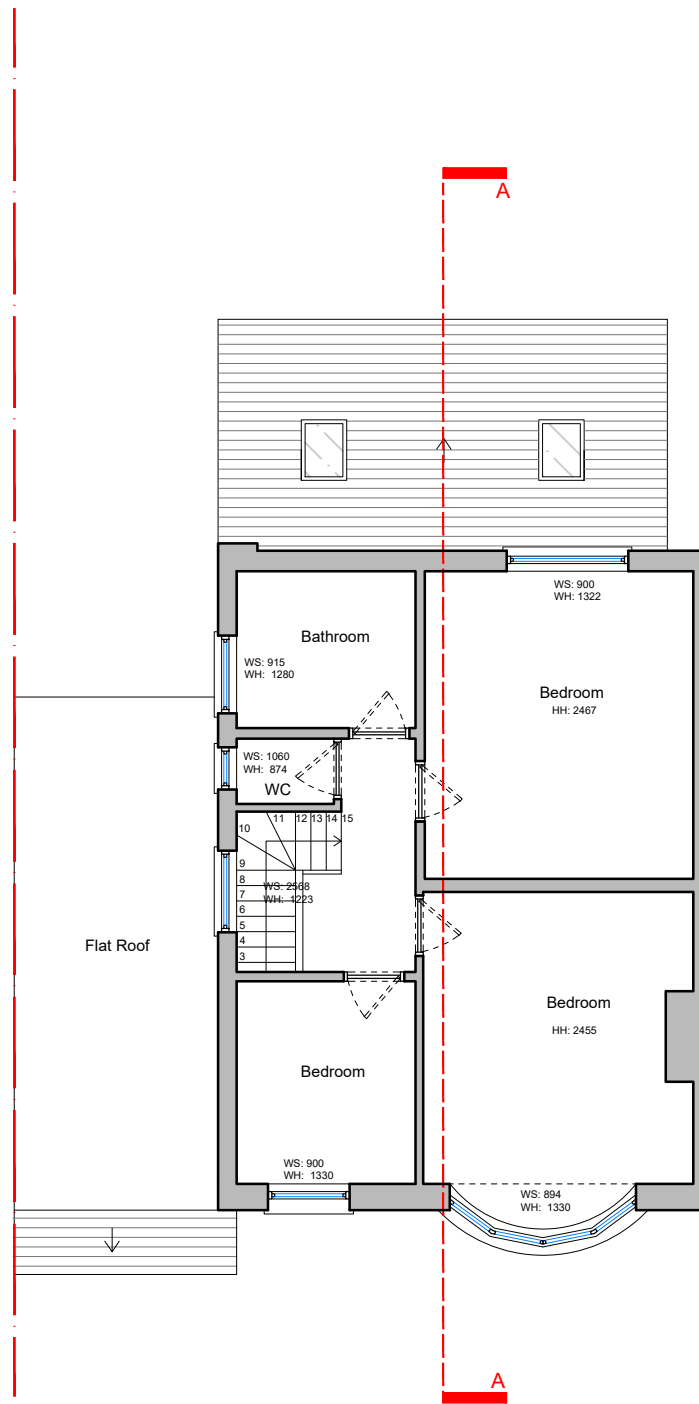 A
WS: 900
WH: 1322
Bathroom
WS: 915
WH: 1280
Bedroom
HH: 2467
WS: 1060
WH: 874
WC
10
11
12
13
14
15
9
8
7
6
5
4
3
WS: 2568
WH: 1223
Flat Roof
Bedroom
HH: 2455
Bedroom
WS: 900
WH: 1330
WS: 894
WH: 1330
A